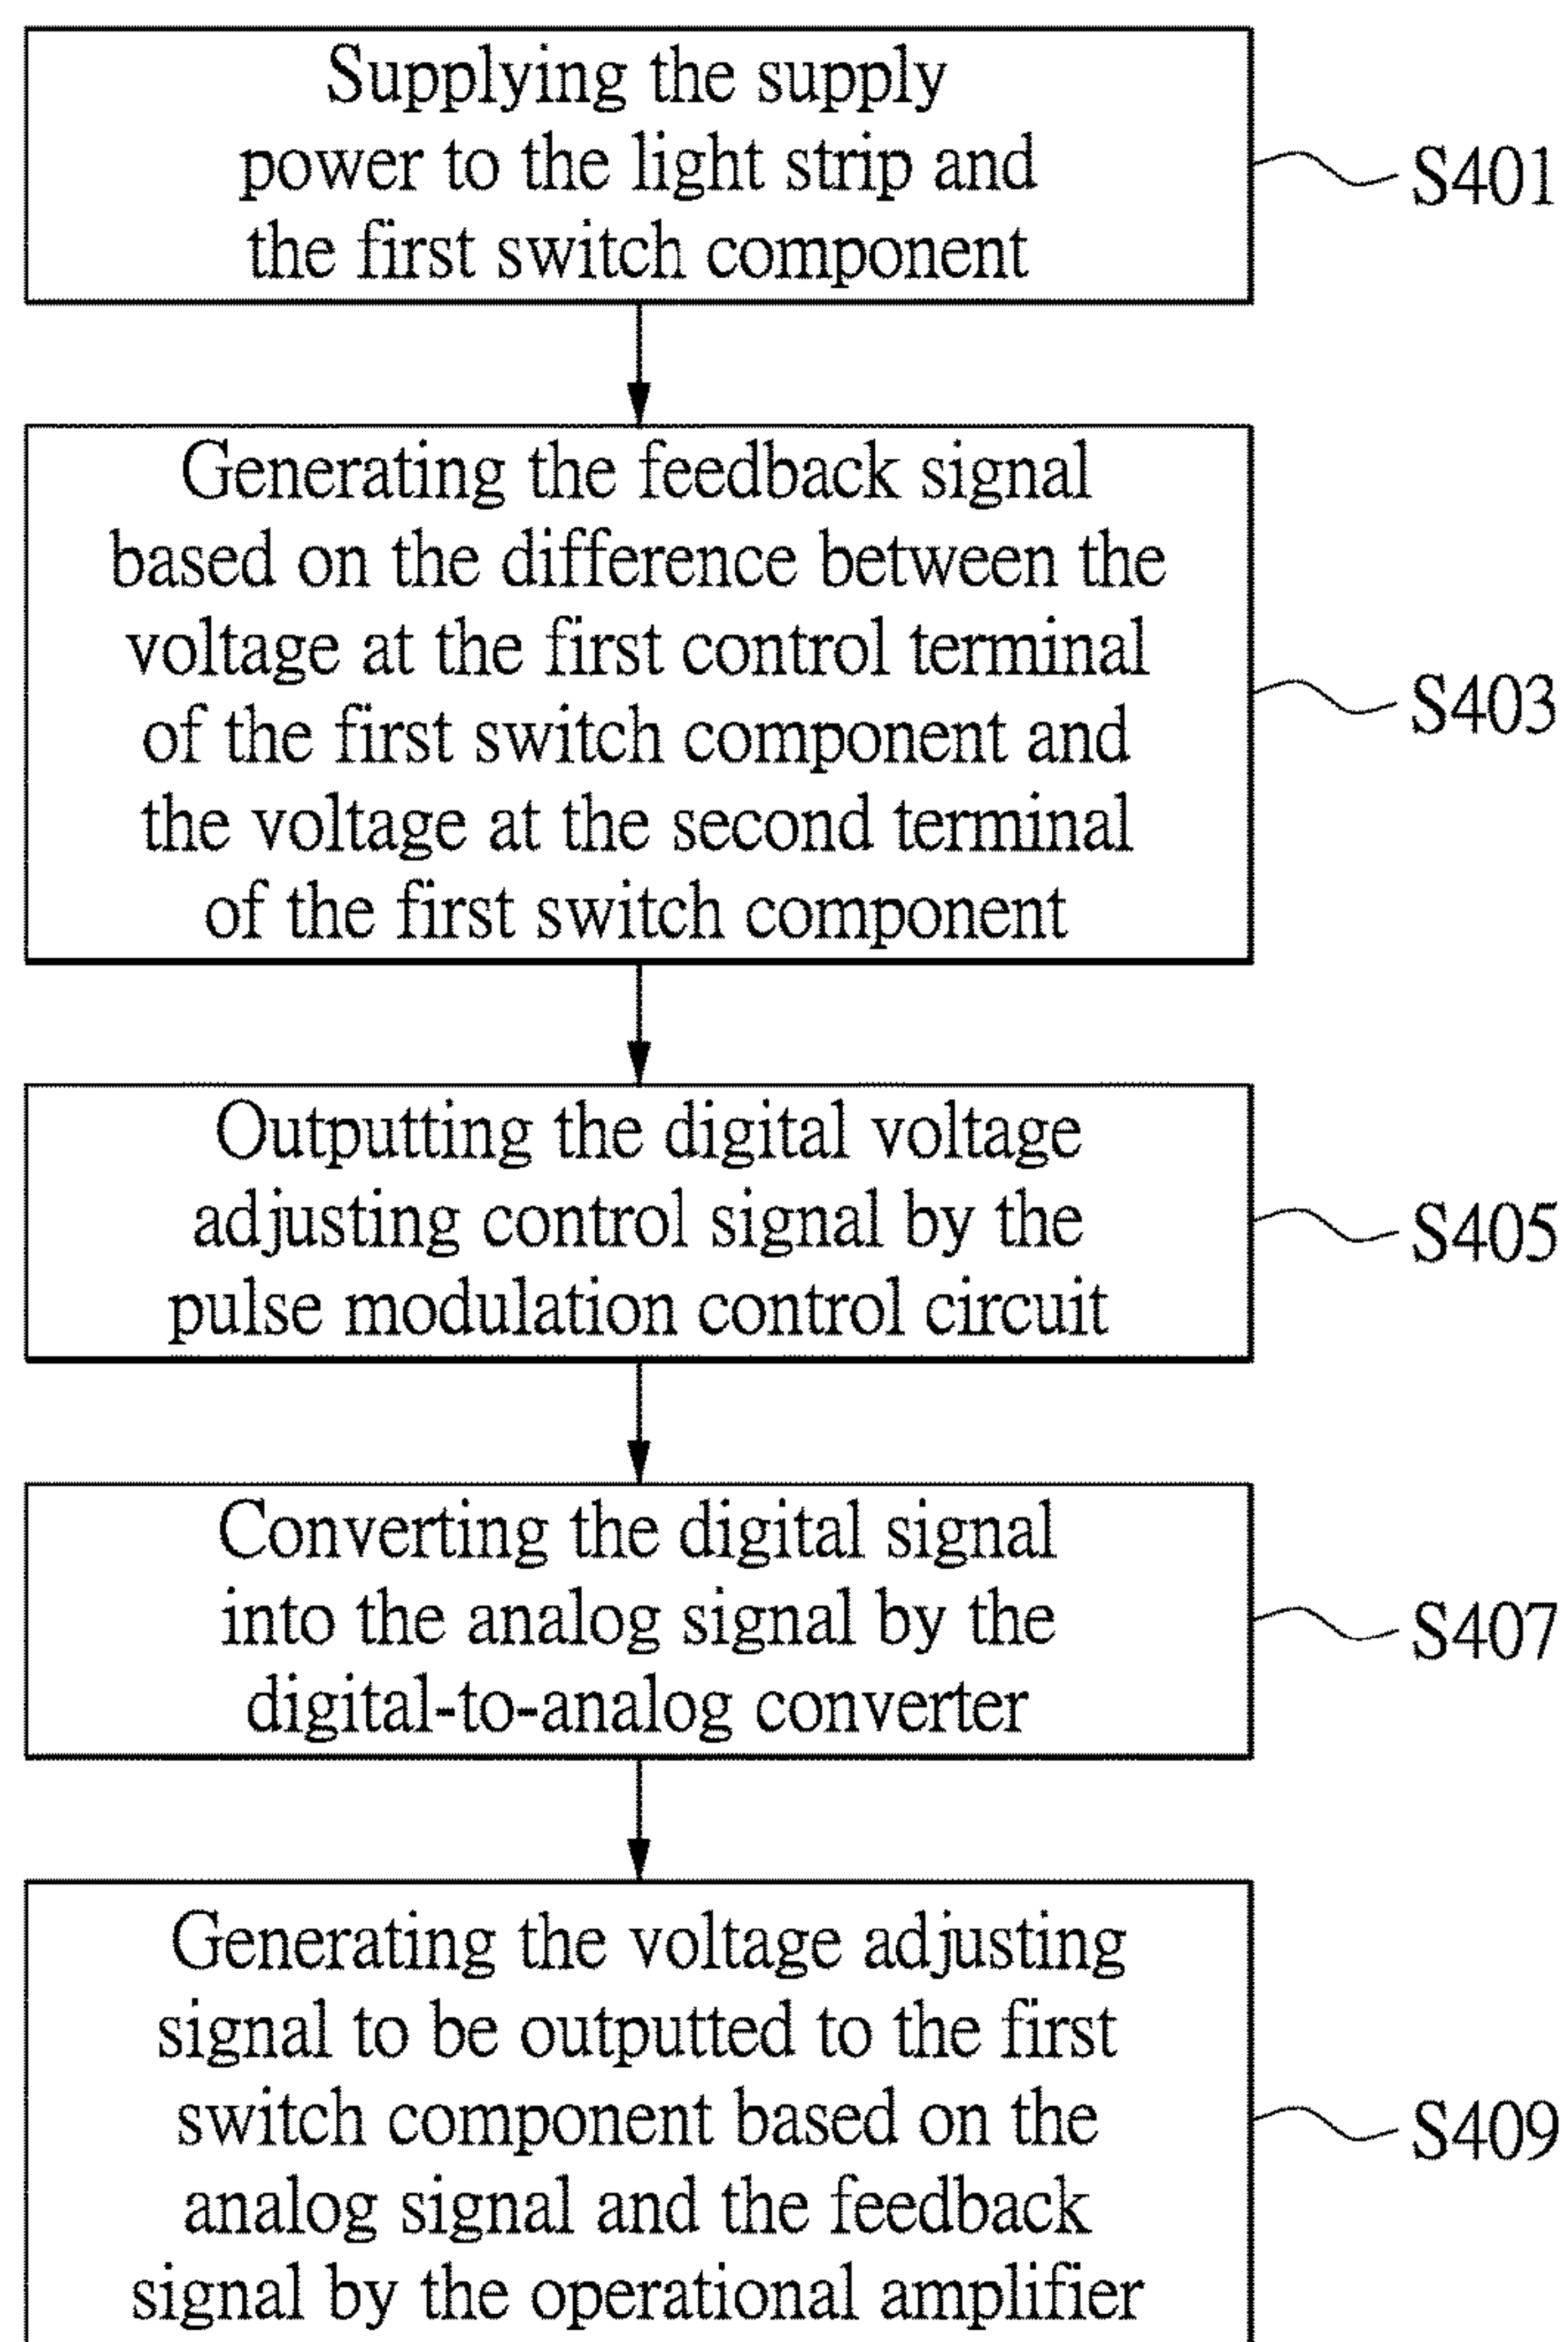 Supplying the supply
power to the light strip and
the first switch component
S401
Generating the feedback signal
based on the difference between the
voltage at the first control terminal
of the first switch component and
the voltage at the second terminal
of the first switch component
S403
Outputting the digital voltage
adjusting control signal by the
pulse modulation control circuit
S405
Converting the digital signal
into the analog signal by the
digital-to-analog converter
S407
Generating the voltage adjusting
signal to be outputted to the first
switch component based on the
analog signal and the feedback
signal by the operational amplifier
S409